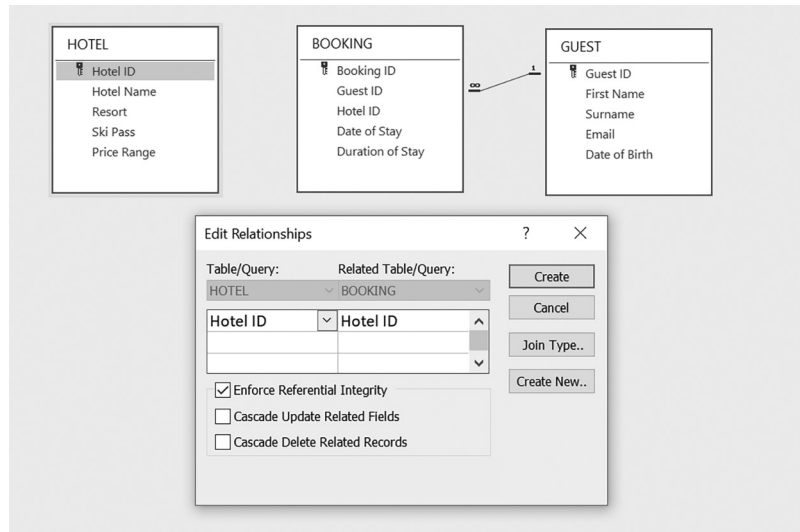 HOTEL
Hotel ID
Hotel Name
Resort
Ski Pass
Price Range
BOOKING
Booking ID
Guest ID
Hotel ID
Date of Stay
Duration of Stay
∞
1
GUEST
Guest ID
First Name
Surname
Email
Date of Birth
Edit Relationships ?
Table/Query: Related Table/Query:
HOTEL BOOKING
Hotel ID Hotel ID
Enforce Referential Integrity
Cascade Update Related Fields
Cascade Delete Related Records
Create
Cancel
Join Type..
Create New..